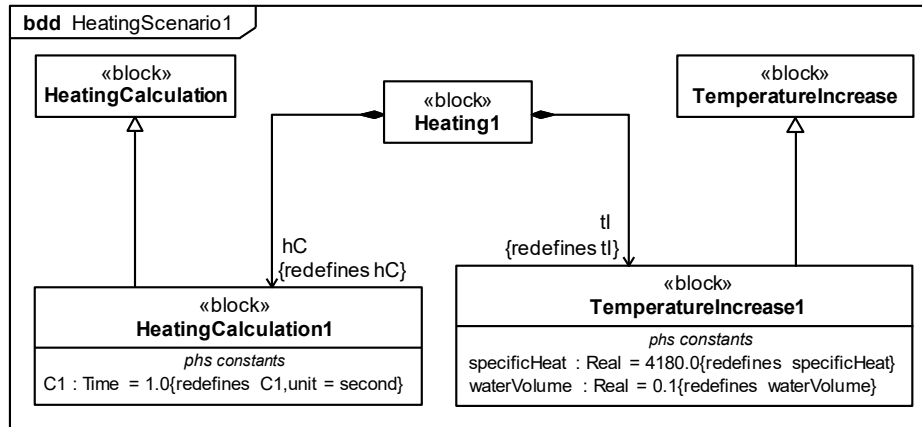 bdd HeatingScenario1
«block»
HeatingCalculation
«block»
Heating1
«block»
TemperatureIncrease
hC
{redefines hC}
tI
{redefines tI}
«block»
HeatingCalculation1
phs constants
C1 : Time = 1.0{redefines C1,unit = second}
«block»
TemperatureIncrease1
phs constants
specificHeat : Real = 4180.0{redefines specificHeat}
waterVolume : Real = 0.1{redefines waterVolume}